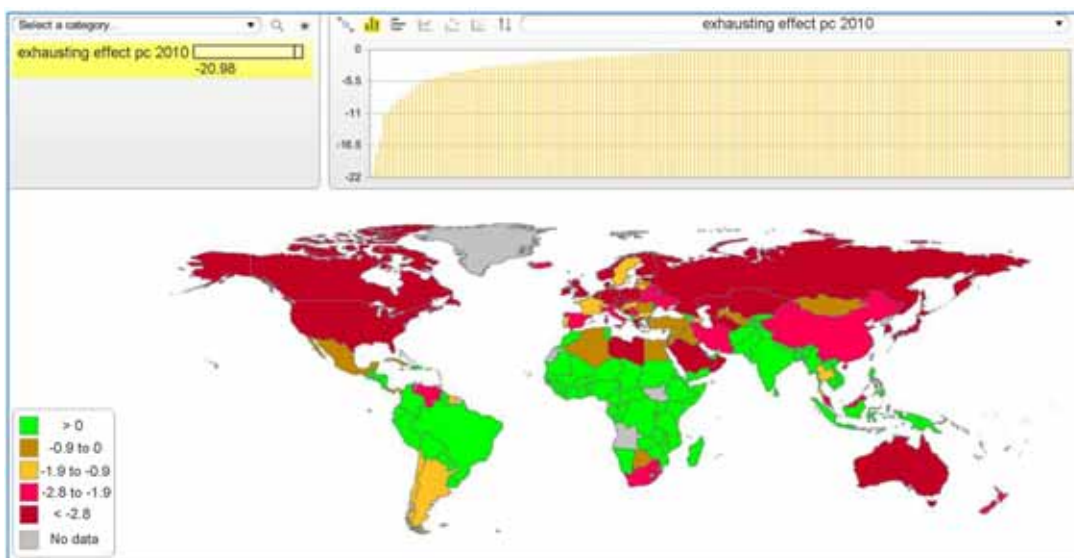 Select a category...
exhausting effect pc 2010
-20.98
exhausting effect pc 2010
0
-5.5
-11
-16.5
-22
> 0
-0.9 to 0
-1.9 to -0.9
-2.8 to -1.9
< -2.8
No data